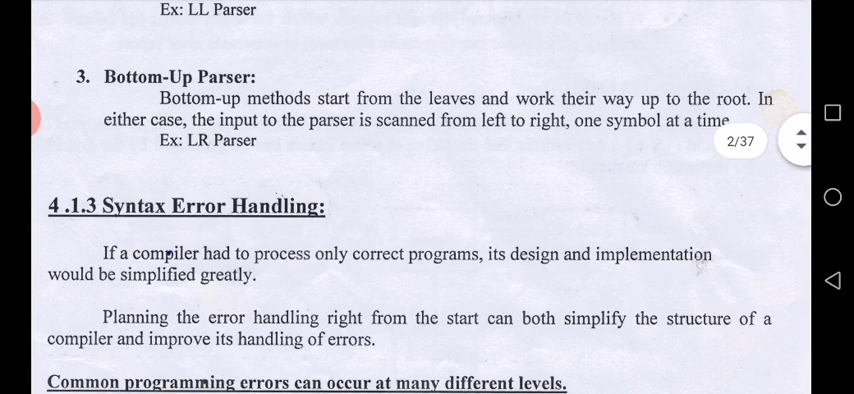 Ex: LL Parser
3. Bottom-Up Parser:
Bottom-up methods start from the leaves and work their way up to the root. In
either case, the input to the parser is scanned from left to right, one symbol at a time
Ex: LR Parser
2/37
4 .1.3 Syntax Error Handling:
If a compiler had to process only correct programs, its design and implementation
would be simplified greatly.
Planning the error handling right from the start can both simplify the structure of a
compiler and improve its handling of errors.
Common programming errors can occur at many different levels.